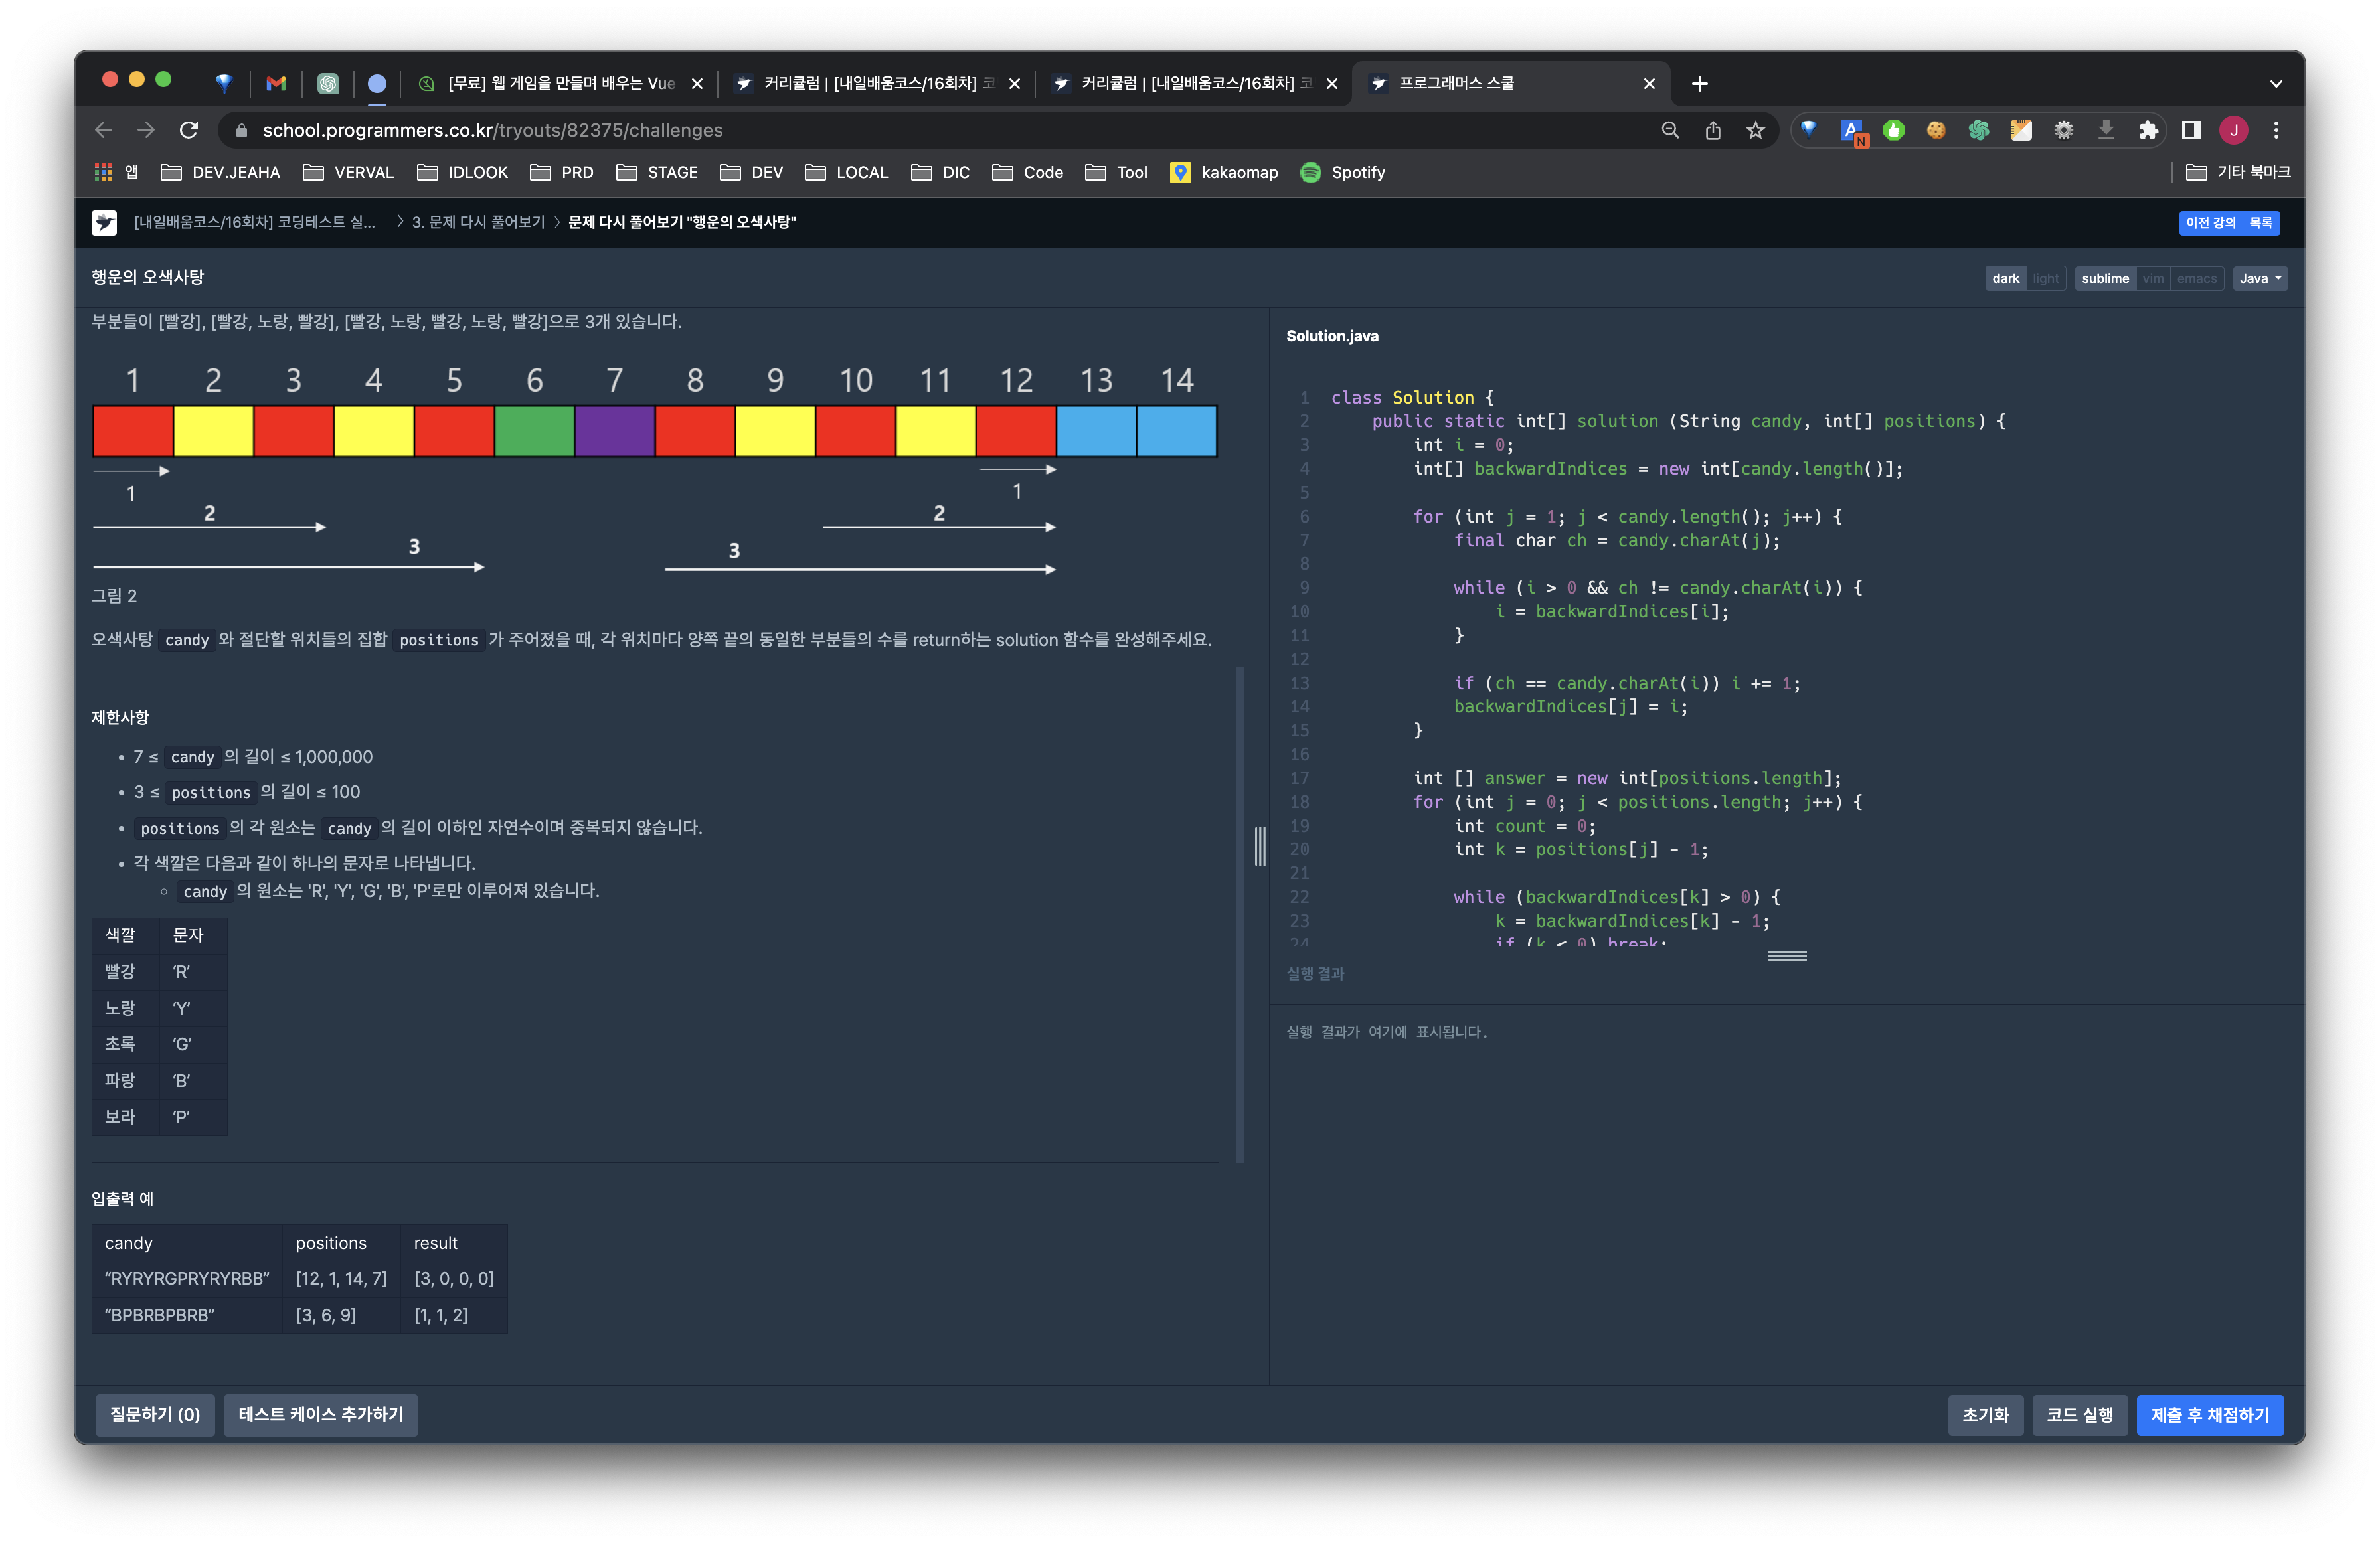 [무료] 웹 게임을 만들며 배우는 Vue
커리큘럼 | [내일배움코스/16회차] 코
커리큘럼 | [내일배움코스/16회차] 코
프로그래머스 스쿨
school.programmers.co.kr/tryouts/82375/challenges
A
N
J
앱 DEV.JEAHA VERVAL IDLOOK PRD STAGE DEV LOCAL DIC Code Tool kakaomap Spotify 기타 북마크
[내일배움코스/16회차] 코딩테스트 실... > 3. 문제 다시 풀어보기 > 문제 다시 풀어보기 "행운의 오색사탕"
이전 강의 목록
행운의 오색사탕
dark light sublime vim emacs Java
부분들이 [빨강], [빨강, 노랑, 빨강], [빨강, 노랑, 빨강, 노랑, 빨강]으로 3개 있습니다.
1 2 3 4 5 6 7 8 9 10 11 12 13 14
1 1
2 2
3 3
그림 2
오색사탕 candy 와 절단할 위치들의 집합 positions 가 주어졌을 때, 각 위치마다 양쪽 끝의 동일한 부분들의 수를 return하는 solution 함수를 완성해주세요.
제한사항
• 7 ≤ candy 의 길이 ≤ 1,000,000
• 3 ≤ positions 의 길이 ≤ 100
• positions 의 각 원소는 candy 의 길이 이하인 자연수이며 중복되지 않습니다.
• 각 색깔은 다음과 같이 하나의 문자로 나타냅니다.
◦ candy 의 원소는 'R', 'Y', 'G', 'B', 'P'로만 이루어져 있습니다.
색깔 문자
빨강 ‘R’
노랑 ‘Y’
초록 ‘G’
파랑 ‘B’
보라 ‘P’
입출력 예
candy positions result
“RYRYRGPRYRYRBB” [12, 1, 14, 7] [3, 0, 0, 0]
“BPBRBPBRB” [3, 6, 9] [1, 1, 2]
Solution.java
1 class Solution {
2 public static int[] solution (String candy, int[] positions) {
3 int i = 0;
4 int[] backwardIndices = new int[candy.length()];
5
6 for (int j = 1; j < candy.length(); j++) {
7 final char ch = candy.charAt(j);
8
9 while (i > 0 && ch != candy.charAt(i)) {
10 i = backwardIndices[i];
11 }
12
13 if (ch == candy.charAt(i)) i += 1;
14 backwardIndices[j] = i;
15 }
16
17 int [] answer = new int[positions.length];
18 for (int j = 0; j < positions.length; j++) {
19 int count = 0;
20 int k = positions[j] - 1;
21
22 while (backwardIndices[k] > 0) {
23 k = backwardIndices[k] - 1;
24 if (k < 0) break;
실행 결과
실행 결과가 여기에 표시됩니다.
질문하기 (0) 테스트 케이스 추가하기
초기화 코드 실행 제출 후 채점하기